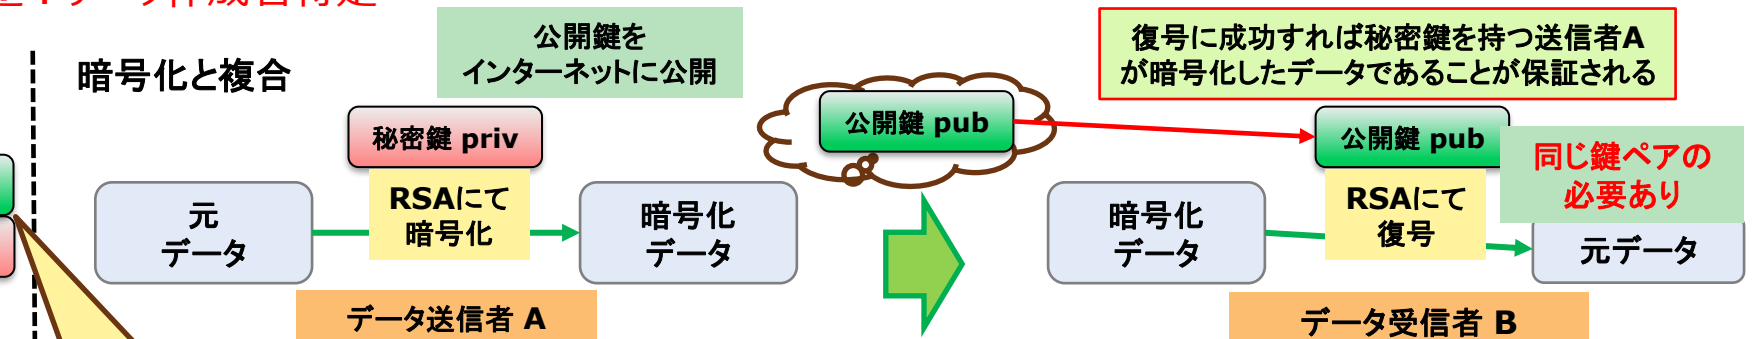 暗号化と複合
公開鍵を
インターネットに公開
秘密鍵 priv
元
データ
RSAにて
暗号化
暗号化
データ
データ送信者 A
公開鍵 pub
復号に成功すれば秘密鍵を持つ送信者A
が暗号化したデータであることが保証される
公開鍵 pub
同じ鍵ペアの
必要あり
暗号化
データ
RSAにて
復号
元データ
データ受信者 B